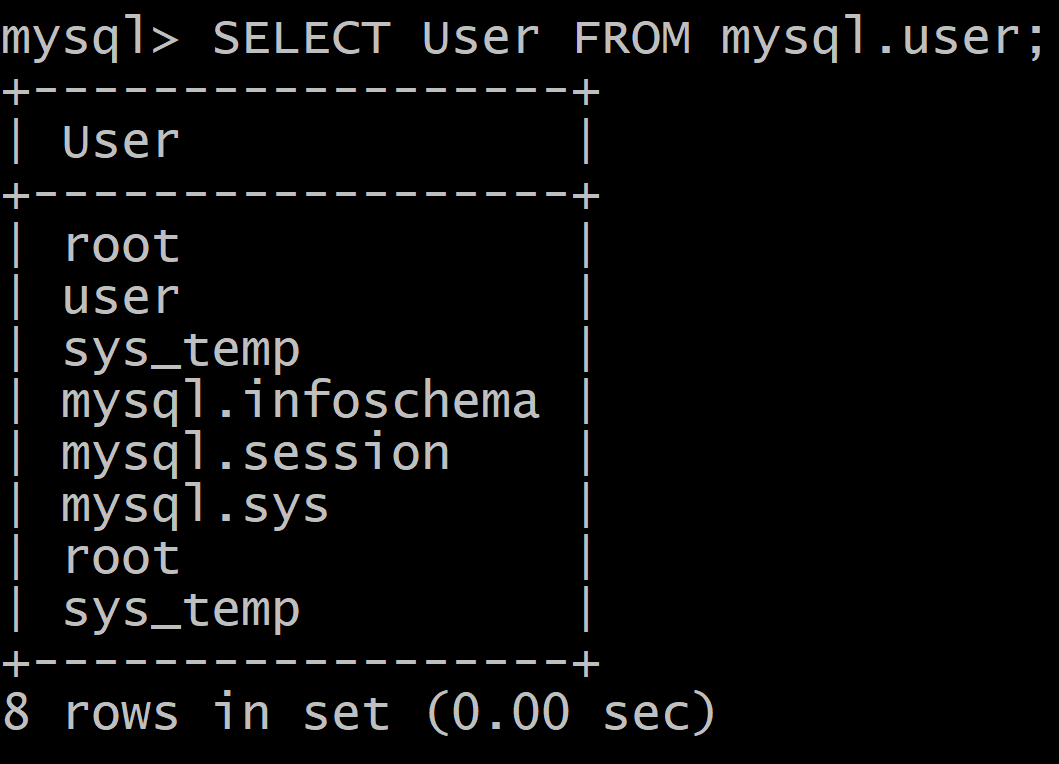 mysql> SELECT User FROM mysql.user;
+------------------+
| User             |
+------------------+
| root             |
| user             |
| sys_temp         |
| mysql.infoschema |
| mysql.session    |
| mysql.sys        |
| root             |
| sys_temp         |
+------------------+
8 rows in set (0.00 sec)